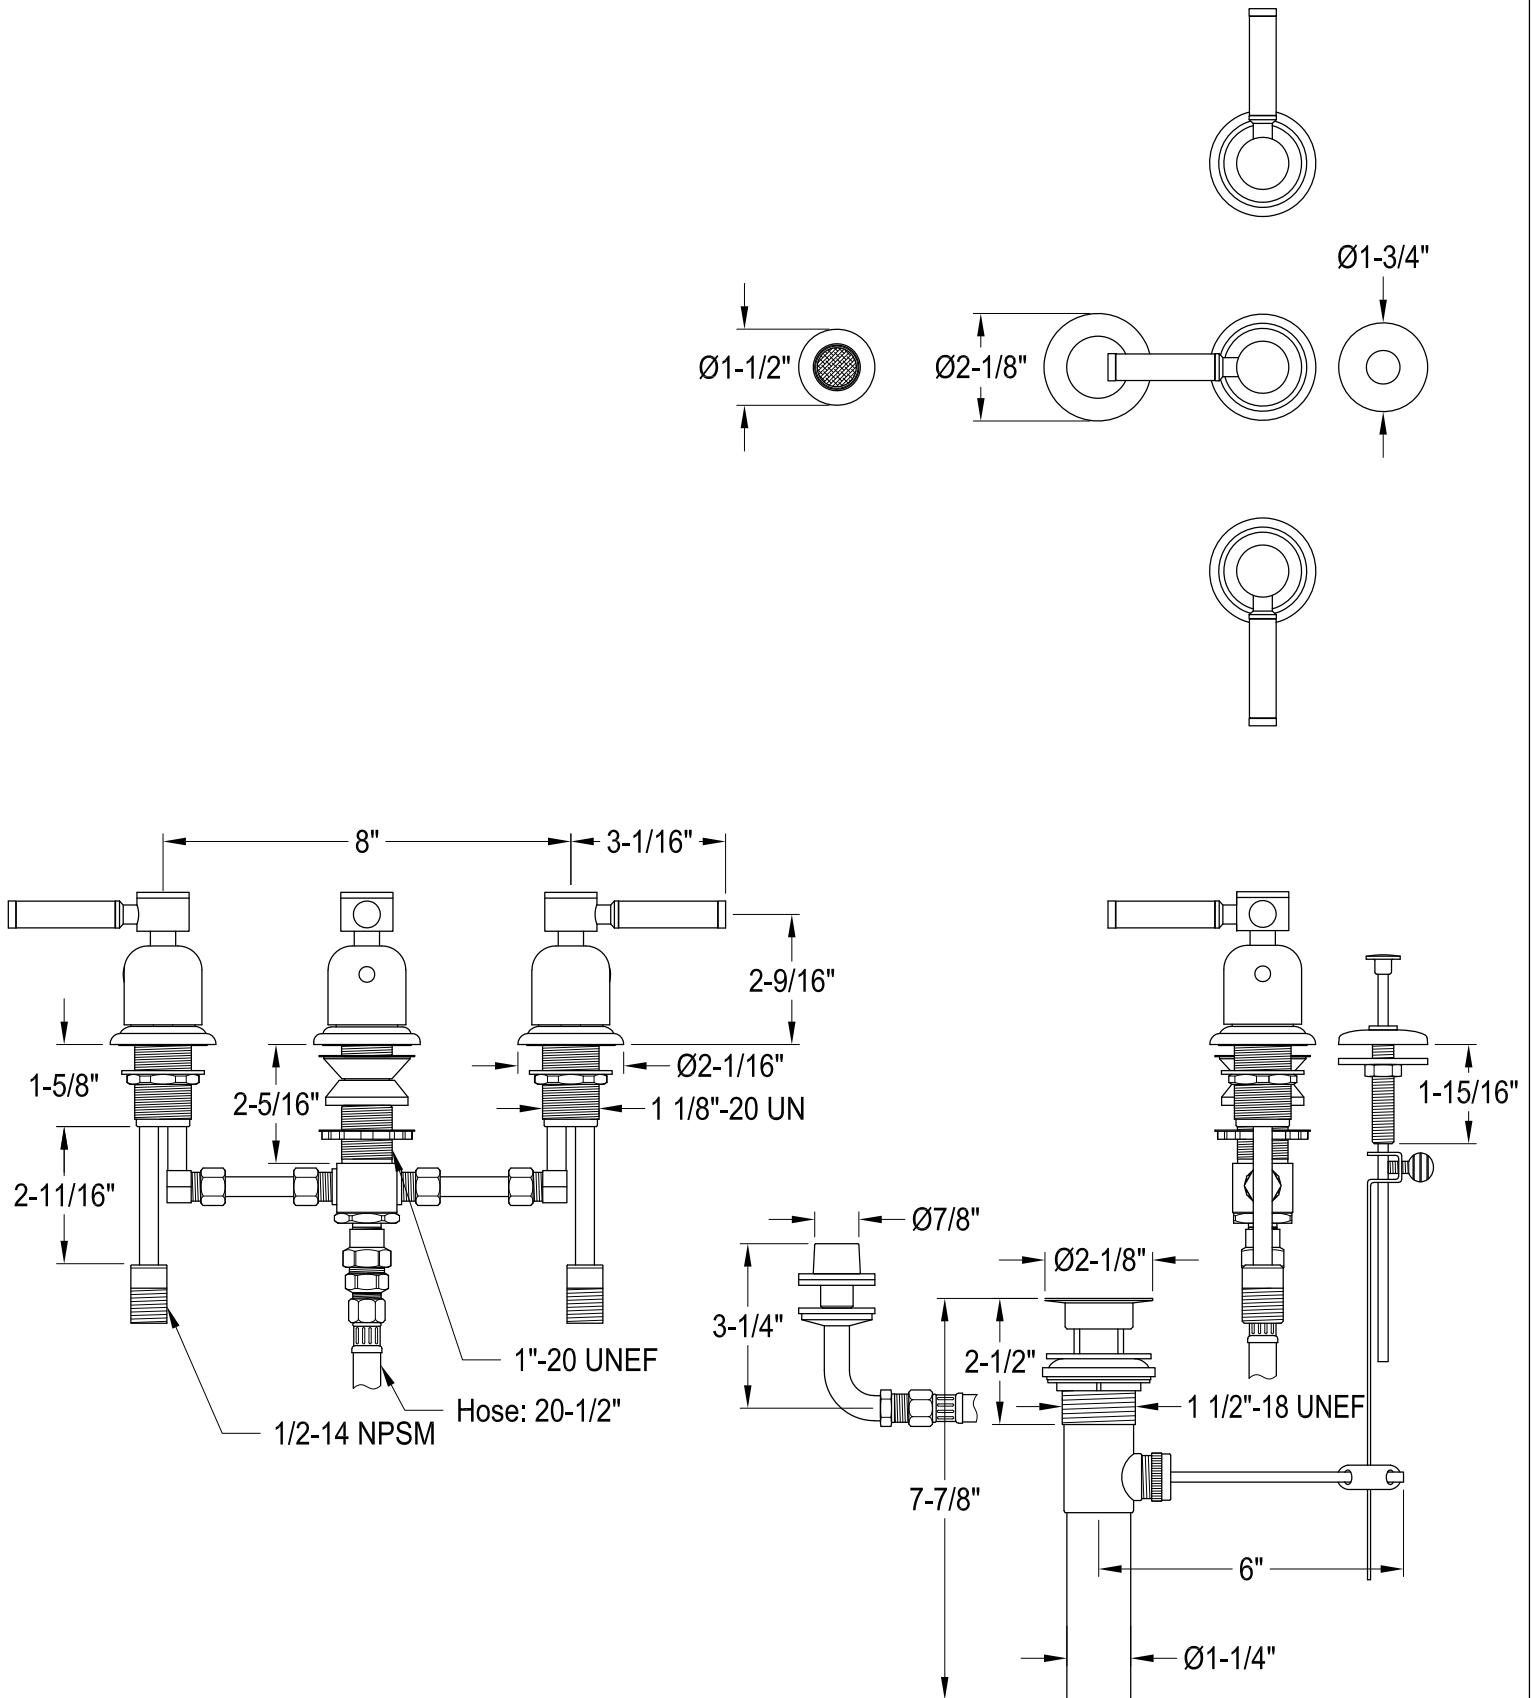 Ø1-3/4"
Ø1-1/2"
Ø2-1/8"
8"
3-1/16"
2-9/16"
1-5/8"
2-5/16"
Ø2-1/16"
1 1/8"-20 UN
1-15/16"
2-11/16"
Ø7/8"
Ø2-1/8"
3-1/4"
2-1/2"
1"-20 UNEF
Hose: 20-1/2"
1 1/2"-18 UNEF
1/2-14 NPSM
7-7/8"
6"
Ø1-1/4"